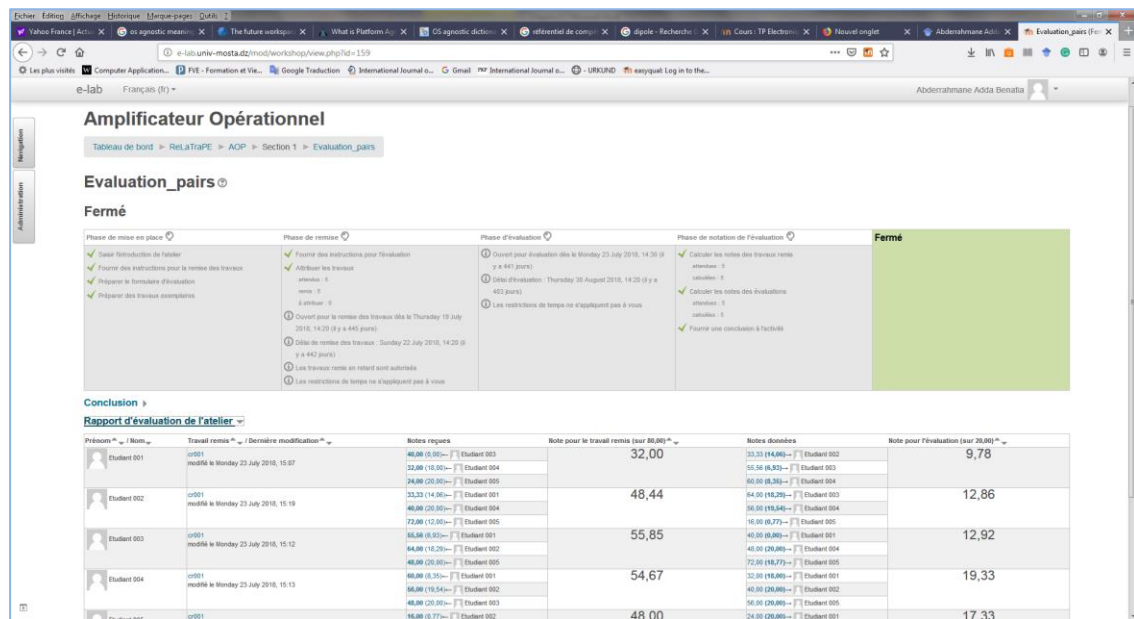 Fichier Edition Affichage Historique Marque-pages Outils ?
Yahoo France | Actu X os agnostic meaning X The future workspac X What is Platform Ag X OS agnostic dictionr X référentiel de compe X dipole - Recherche G X Cours : TP Electronic X Nouvel onglet X Abderrahmane Adda X Evaluation_pairs (Fer X
e-lab.univ-mosta.dz/mod/workshop/view.php?id=159
Les plus visités Computer Application... FVE - Formation et Vie... Google Traduction International Journal o... Gmail International Journal o... - URKUND easyqual: Log in to the...
e-lab Français (fr) Abderrahmane Adda Benatia
Navigation
Administration
Amplificateur Opérationnel
Tableau de bord ► ReLaTraPE ► AOP ► Section 1 ► Evaluation_pairs
Evaluation_pairs
Fermé
Phase de mise en place
Saisir l'introduction de l'atelier
Fournir des instructions pour la remise des travaux
Préparer le formulaire d'évaluation
Préparer des travaux exemplaires
Phase de remise
Fournir des instructions pour l'évaluation
Attribuer les travaux
attendus : 5
remis : 5
à attribuer : 0
Ouvert pour la remise des travaux dès le Thursday 19 July
2018, 14:20 (il y a 445 jours)
Délai de remise des travaux : Sunday 22 July 2018, 14:20 (il
y a 442 jours)
Les travaux remis en retard sont autorisés
Les restrictions de temps ne s'appliquent pas à vous
Phase d'évaluation
Ouvert pour évaluation dès le Monday 23 July 2018, 14:30 (il
y a 441 jours)
Délai d'évaluation : Thursday 30 August 2018, 14:20 (il y a
403 jours)
Les restrictions de temps ne s'appliquent pas à vous
Phase de notation de l'évaluation
Calculer les notes des travaux remis
attendues : 5
calculées : 5
Calculer les notes des évaluations
attendues : 5
calculées : 5
Fournir une conclusion à l'activité
Fermé
Conclusion
Rapport d'évaluation de l'atelier
Prénom / Nom Travail remis / Dernière modification Notes reçues Note pour le travail remis (sur 80,00) Notes données Note pour l'évaluation (sur 20,00)
Etudiant 001 cr001 40,00 (0,00)← Etudiant 003 32,00 33,33 (14,06)→ Etudiant 002 9,78
modifié le Monday 23 July 2018, 15:07 32,00 (18,00)← Etudiant 004 55,56 (6,93)→ Etudiant 003
24,00 (20,00)← Etudiant 005 60,00 (8,35)→ Etudiant 004
Etudiant 002 cr001 33,33 (14,06)← Etudiant 001 48,44 64,00 (18,29)→ Etudiant 003 12,86
modifié le Monday 23 July 2018, 15:19 40,00 (20,00)← Etudiant 004 56,00 (19,54)→ Etudiant 004
72,00 (12,00)← Etudiant 005 16,00 (0,77)→ Etudiant 005
Etudiant 003 cr001 55,56 (6,93)← Etudiant 001 55,85 40,00 (0,00)→ Etudiant 001 12,92
modifié le Monday 23 July 2018, 15:12 64,00 (18,29)← Etudiant 002 48,00 (20,00)→ Etudiant 004
48,00 (20,00)← Etudiant 005 72,00 (18,77)→ Etudiant 005
Etudiant 004 cr001 60,00 (8,35)← Etudiant 001 54,67 32,00 (18,00)→ Etudiant 001 19,33
modifié le Monday 23 July 2018, 15:13 56,00 (19,54)← Etudiant 002 40,00 (20,00)→ Etudiant 002
48,00 (20,00)← Etudiant 003 56,00 (20,00)→ Etudiant 005
cr001 16,00 (0,77)← Etudiant 002 48,00 24,00 (20,00)→ Etudiant 001 17,33